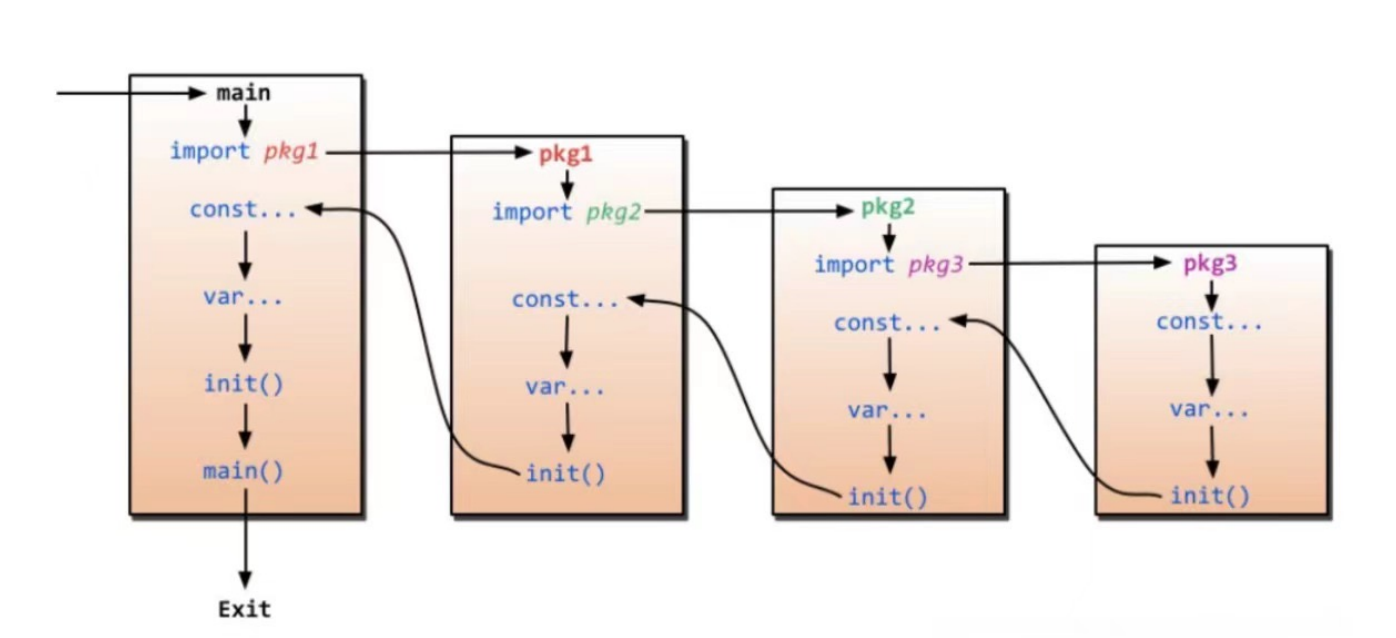 main
import pkg1
const...
var...
init()
main()
Exit
pkg1
import pkg2
const...
var...
init()
pkg2
import pkg3
const...
var...
init()
pkg3
const...
var...
init()